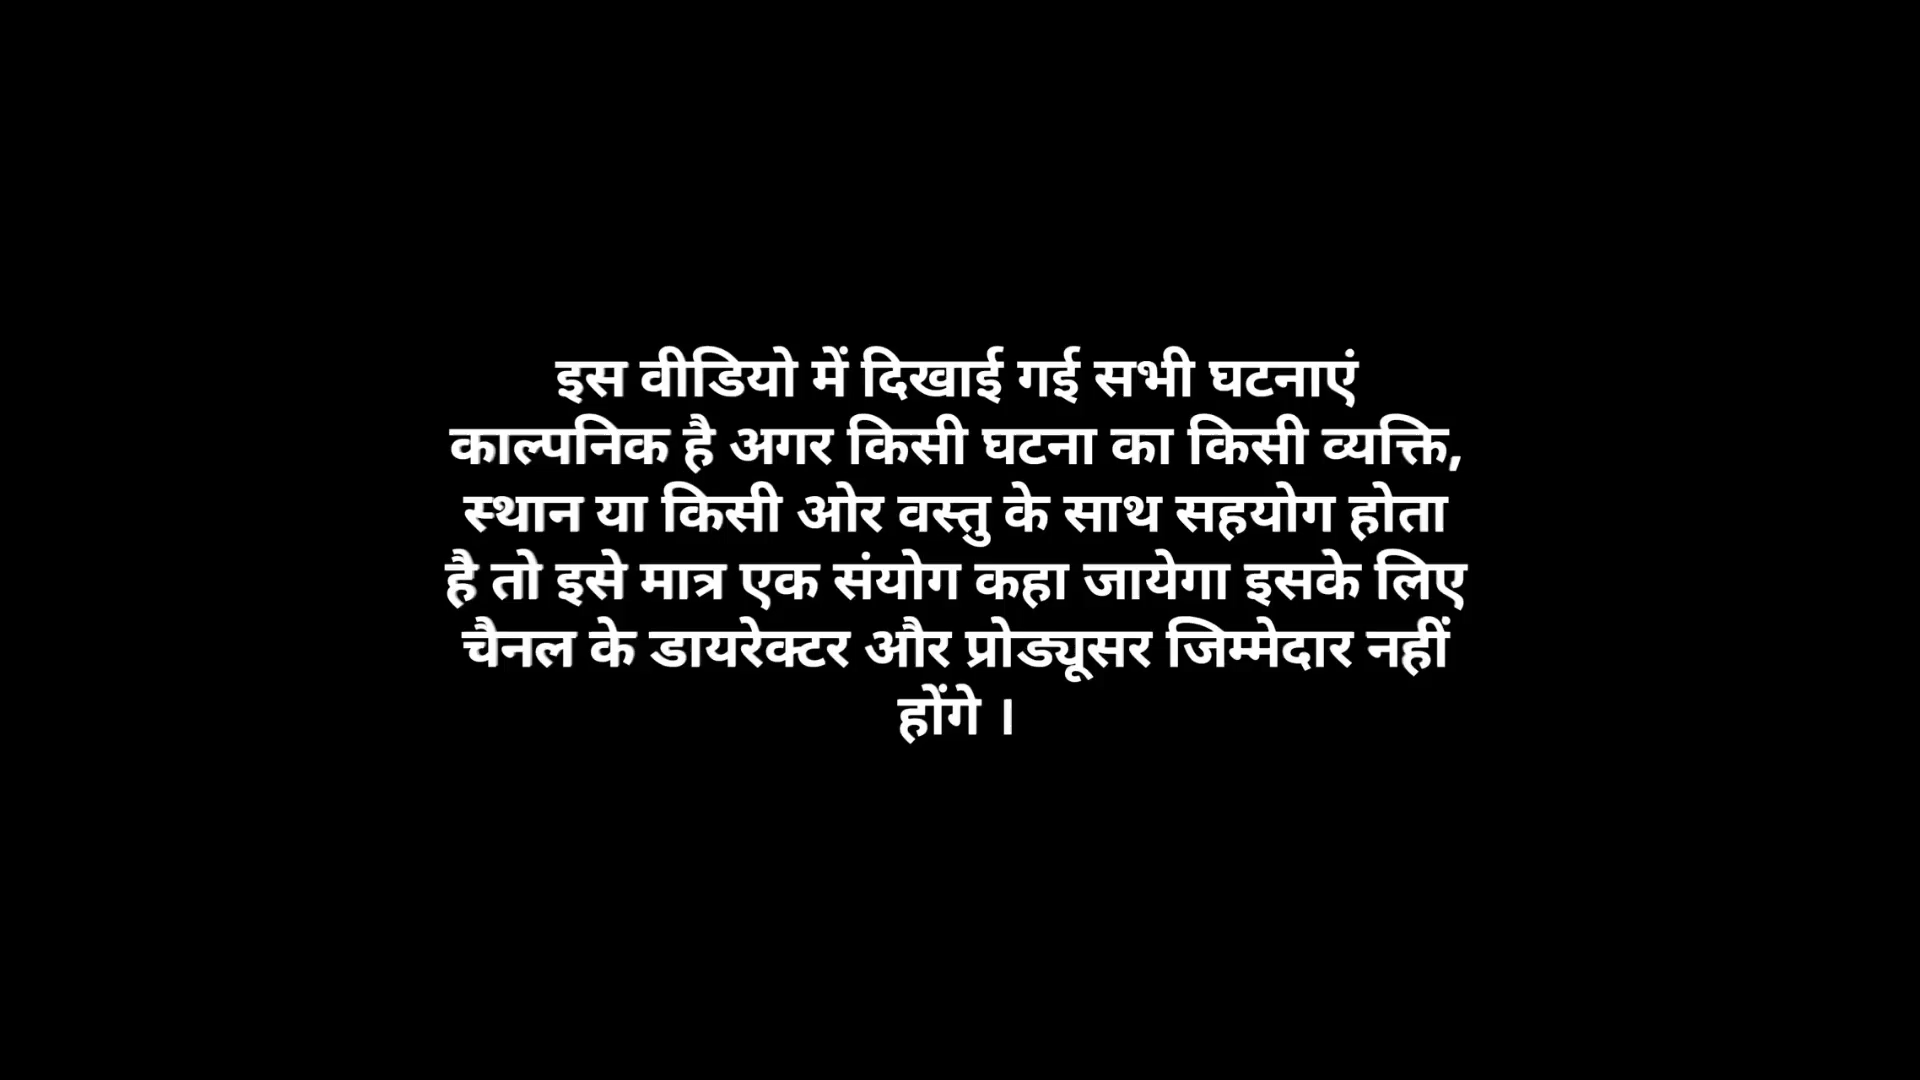 इस वीडियो में दिखाई गई सभी घटनाएं
काल्पनिक है अगर किसी घटना का किसी व्यक्ति,
स्थान या किसी ओर वस्तु के साथ सहयोग होता
है तो इसे मात्र एक संयोग कहा जायेगा इसके लिए
चैनल के डायरेक्टर और प्रोड्यूसर जिम्मेदार नहीं
होंगे ।